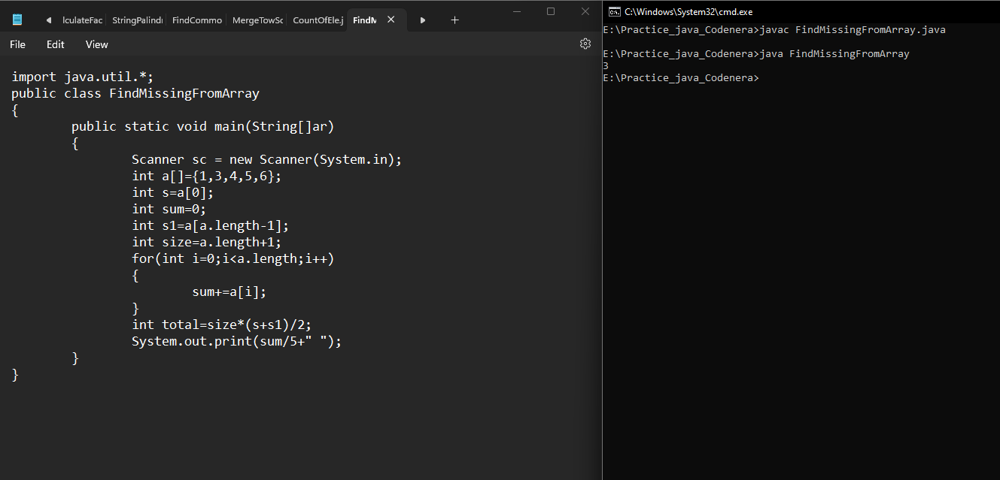 lculateFac StringPalind FindCommo MergeTowSc CountOfEle.j FindM
File Edit View
import java.util.*;
public class FindMissingFromArray
{
public static void main(String[]ar)
{
Scanner sc = new Scanner(System.in);
int a[]={1,3,4,5,6};
int s=a[0];
int sum=0;
int s1=a[a.length-1];
int size=a.length+1;
for(int i=0;i<a.length;i++)
{
sum+=a[i];
}
int total=size*(s+s1)/2;
System.out.print(sum/5+" ");
}
}
C:\Windows\System32\cmd.exe
E:\Practice_java_Codenera>javac FindMissingFromArray.java
E:\Practice_java_Codenera>java FindMissingFromArray
3
E:\Practice_java_Codenera>